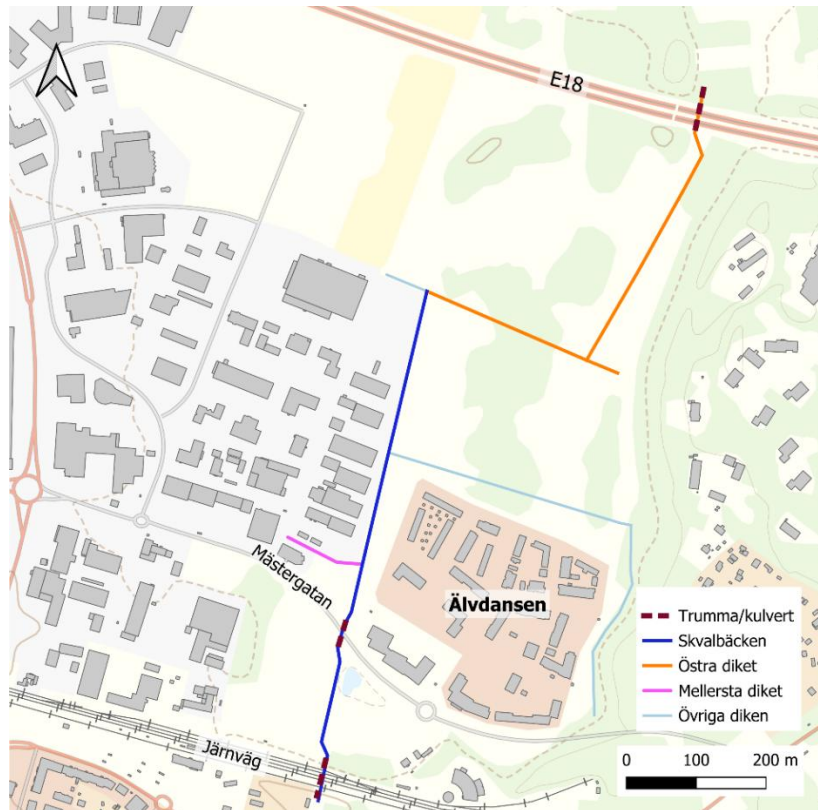 E18
Mästergatan
Älvdansen
Järnväg
Trumma/kulvert
Skvalbäcken
Östra diket
Mellersta diket
Övriga diken
0 100 200 m